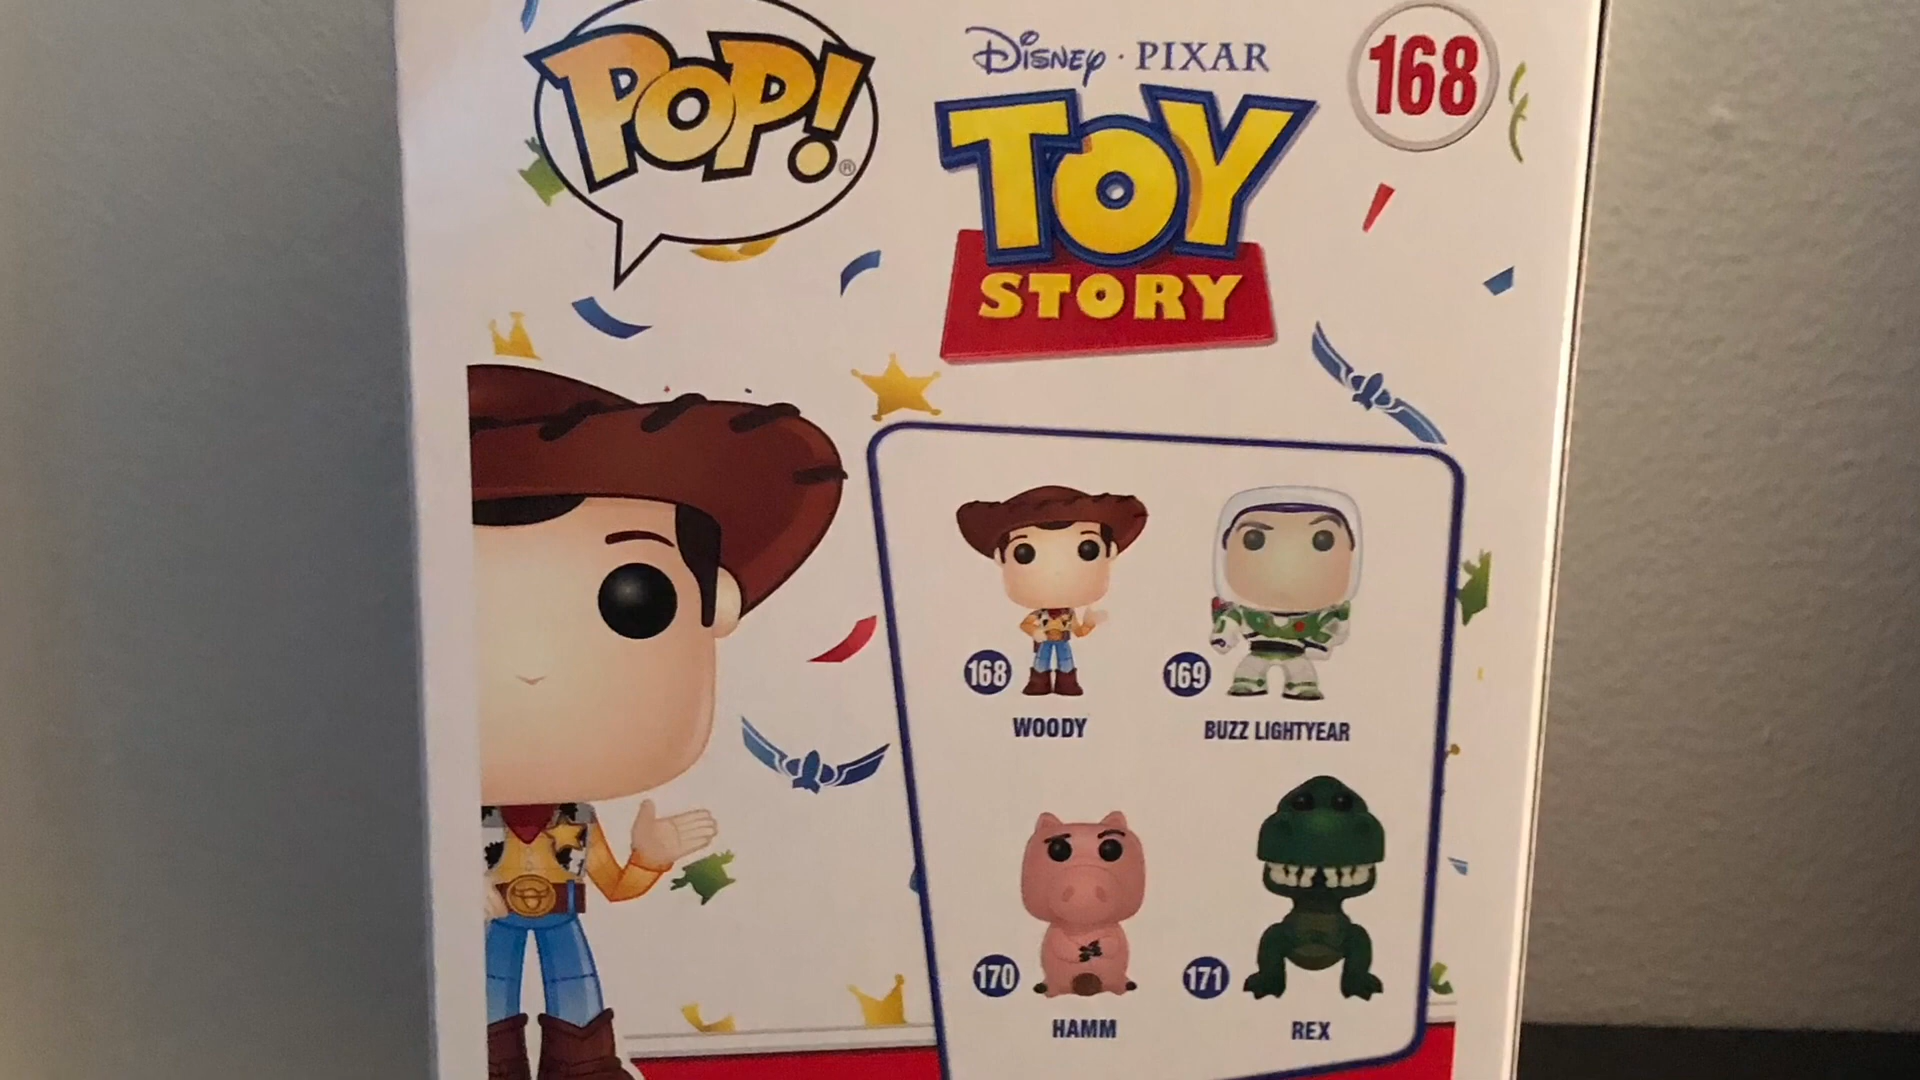 POP!®
DISNEY · PIXAR
TOY
STORY
168
168
WOODY
169
BUZZ LIGHTYEAR
170
HAMM
171
REX